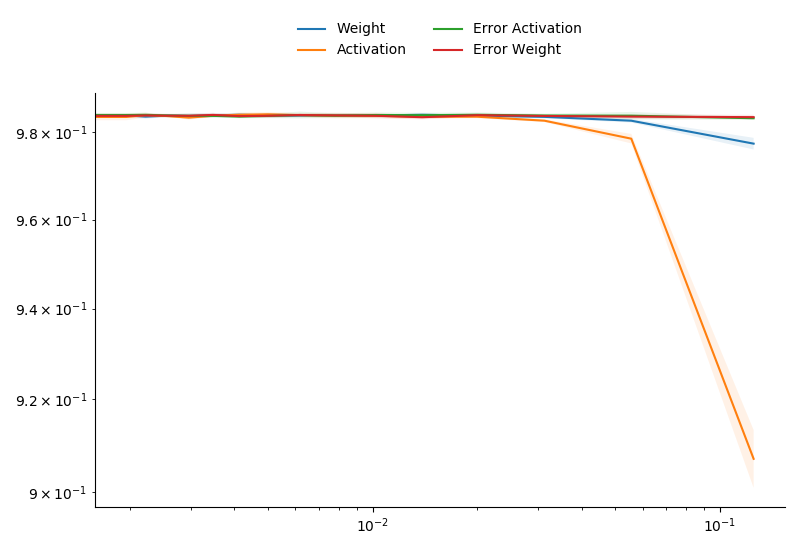 Weight
Activation
Error Activation
Error Weight
9.8 × 10⁻¹
9.6 × 10⁻¹
9.4 × 10⁻¹
9.2 × 10⁻¹
9 × 10⁻¹
10⁻²
10⁻¹